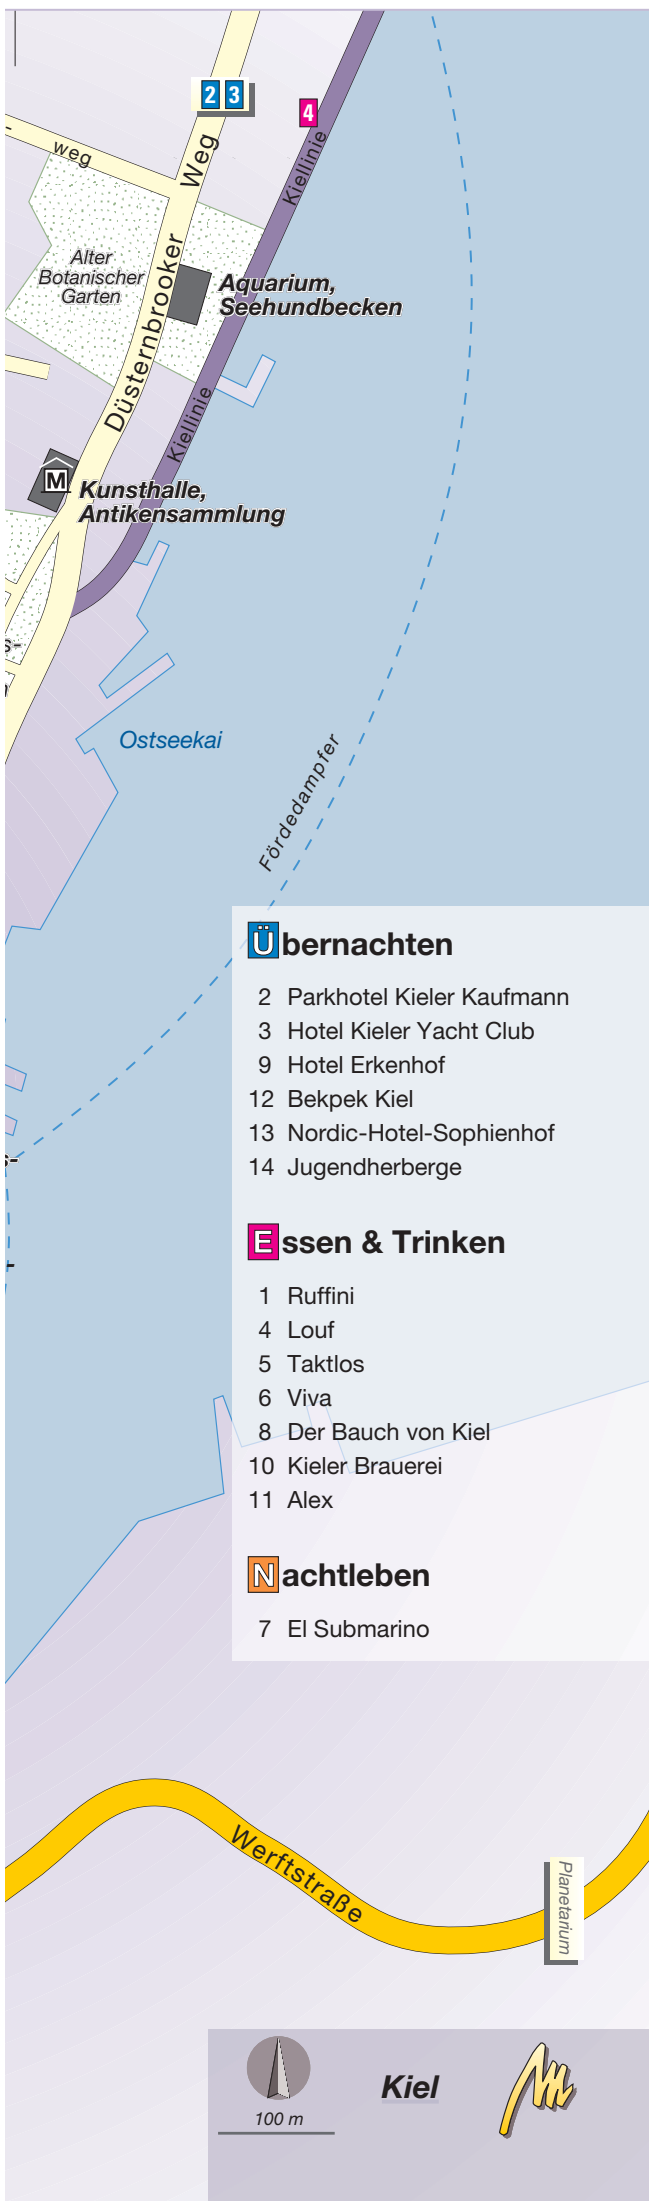 2 3
4
weg
Düsternbrooker Weg
Kiellinie
Alter
Botanischer
Garten
Aquarium,
Seehundbecken
Kiellinie
M
Kunsthalle,
Antikensammlung
s-
Ostseekai
Fördedampfer
Übernachten
2 Parkhotel Kieler Kaufmann
3 Hotel Kieler Yacht Club
9 Hotel Erkenhof
12 Bekpek Kiel
13 Nordic-Hotel-Sophienhof
14 Jugendherberge
s-
-
Essen & Trinken
1 Ruffini
4 Louf
5 Taktlos
6 Viva
8 Der Bauch von Kiel
10 Kieler Brauerei
11 Alex
Nachtleben
7 El Submarino
Werftstraße
Planetarium
100 m
Kiel